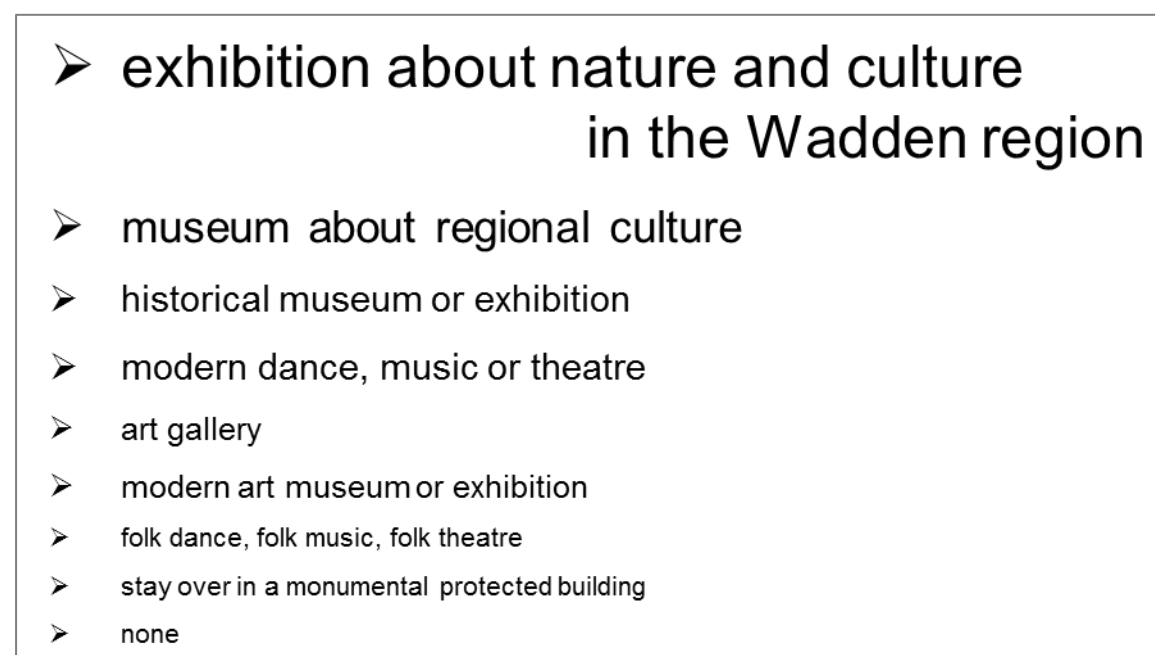 ➢ exhibition about nature and culture
in the Wadden region
➢ museum about regional culture
➢ historical museum or exhibition
➢ modern dance, music or theatre
➢ art gallery
➢ modern art museum or exhibition
➢ folk dance, folk music, folk theatre
➢ stay over in a monumental protected building
➢ none